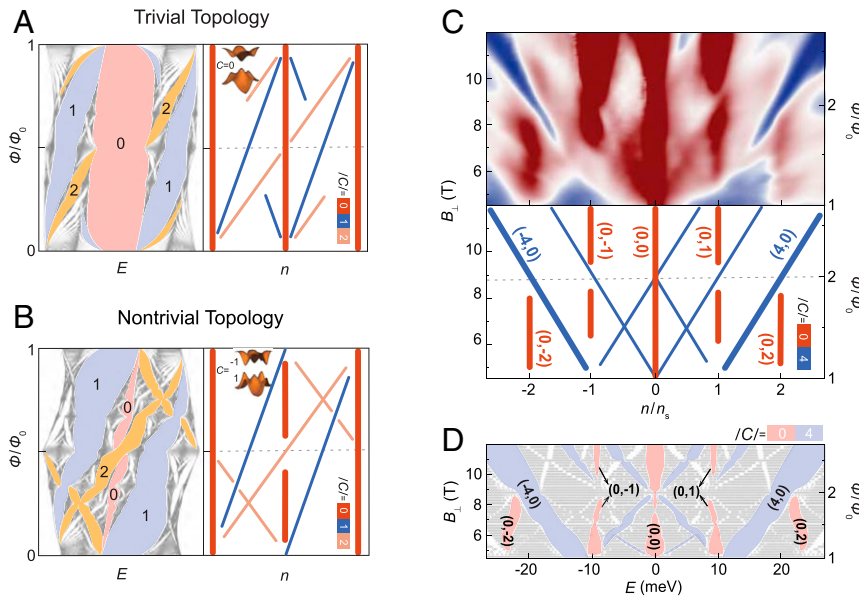 A
Trivial Topology
1
Φ/Φ0
0
1
2
0
2
1
E
C=0
/C/=
0
1
2
n
B
Nontrivial Topology
1
Φ/Φ0
0
1
0
2
0
1
E
C=
-1
1
/C/=
0
1
2
n
C
B⊥ (T)
10
8
6
2
Φ/Φ0
1
B⊥ (T)
10
8
6
(-4,0)
(0,-1)
(0,0)
(0,1)
(4,0)
(0,-2)
(0,2)
/C/=
0
4
2
Φ/Φ0
1
-2
-1
0
1
2
n/ns
D
/C/= 0 4
B⊥ (T)
10
8
6
(-4,0)
(0,-1)
(0,1)
(4,0)
(0,-2)
(0,0)
(0,2)
2
Φ/Φ0
1
-20
-10
0
10
20
E (meV)